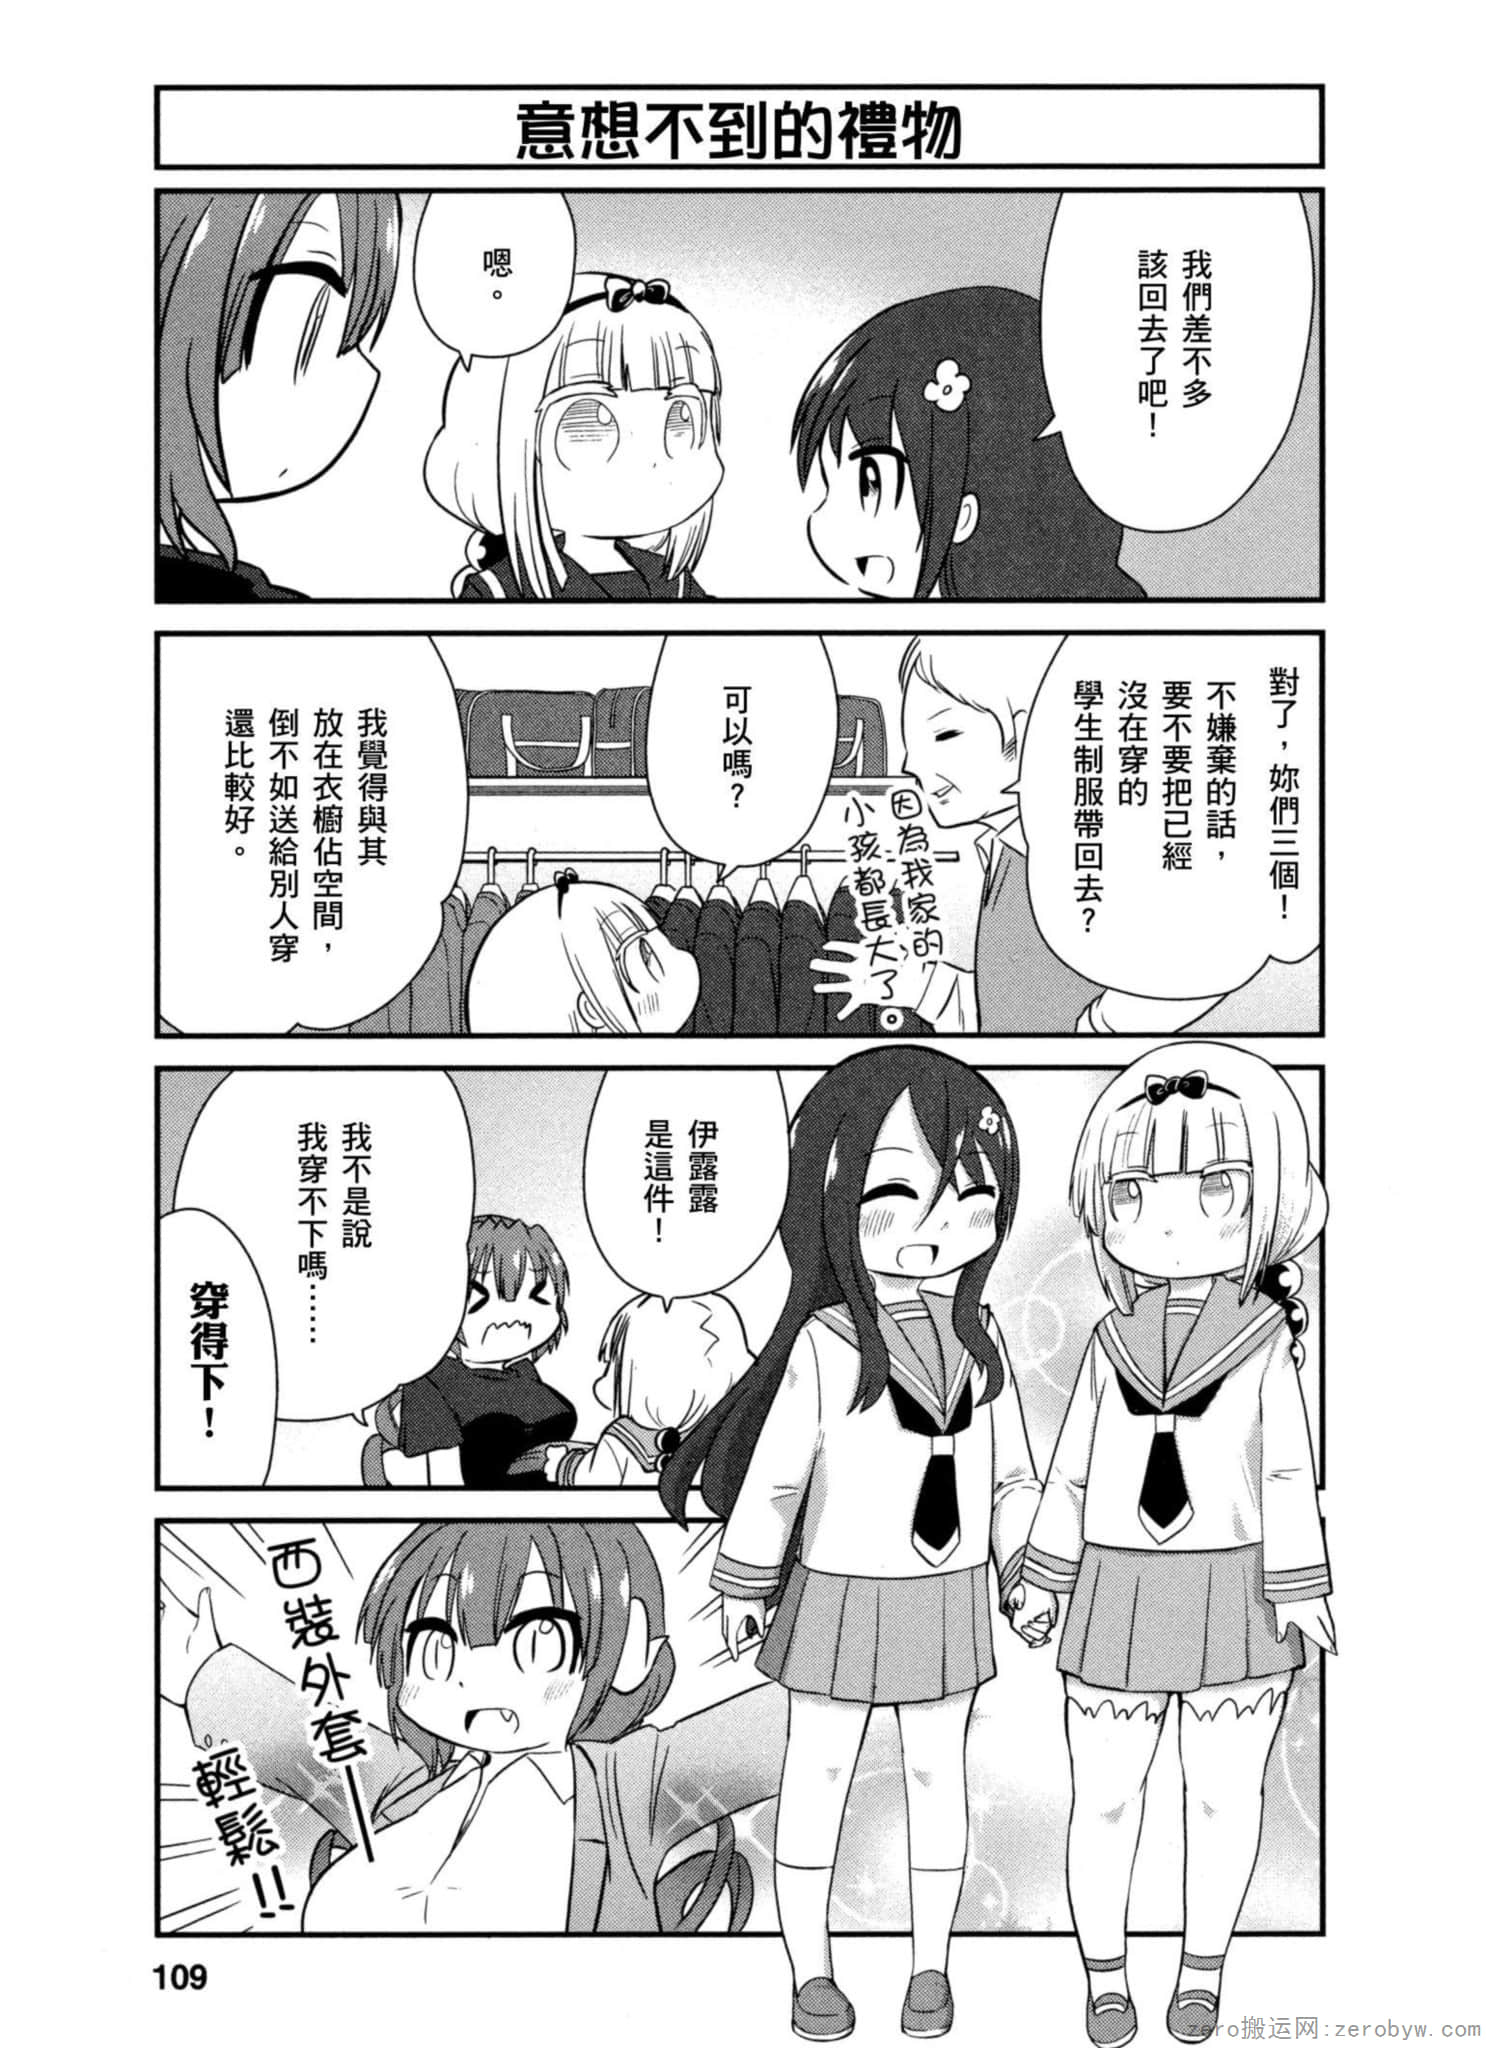 意想不到的禮物
我們差不多
該回去了吧！
嗯。
對了，妳們三個！
不嫌棄的話，
要不要把已經
沒在穿的
學生制服帶回去？
因為我家的
小孩都長大了。
可以嗎？
我覺得與其
放在衣櫥佔空間，
倒不如送給別人穿
還比較好。
伊露露
是這件！
我不是說
我穿不下嗎……
穿得下！
西裝外套——
輕鬆!!
109
zero搬运网:zerobyw.com